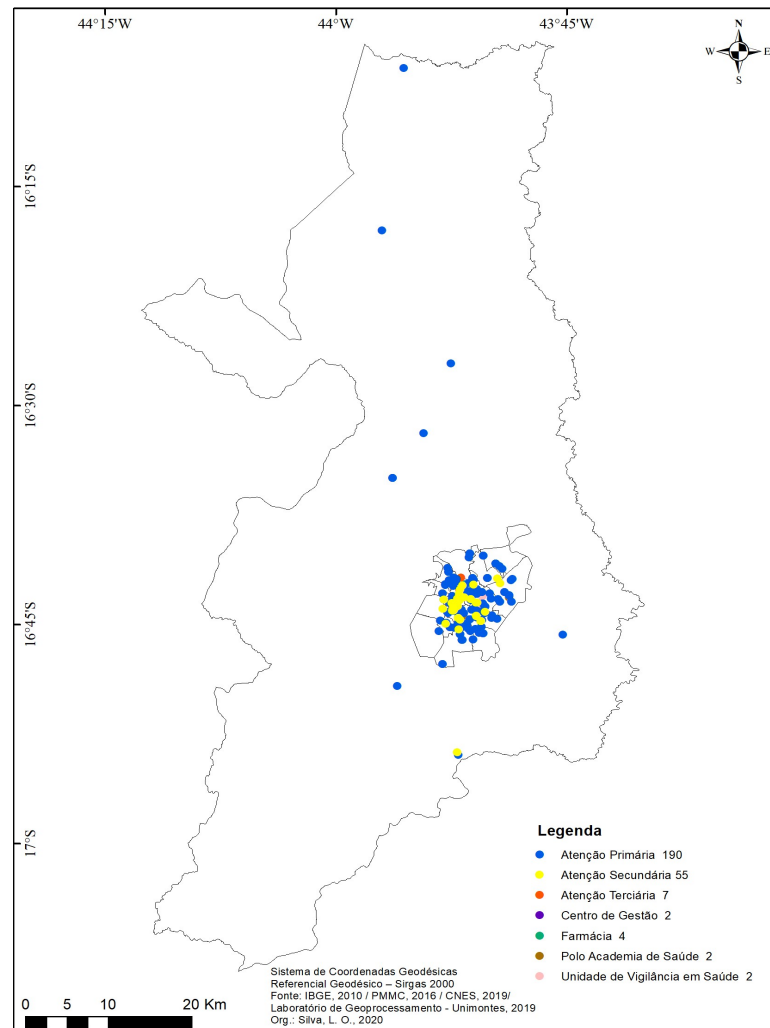 44°15'W 44°W 43°45'W
N
W E
S
16°15'S
16°30'S
16°45'S
17°S
Legenda
Atenção Primária 190
Atenção Secundária 55
Atenção Terciária 7
Centro de Gestão 2
Farmácia 4
Polo Academia de Saúde 2
Unidade de Vigilância em Saúde 2
Sistema de Coordenadas Geodésicas
Referencial Geodésico – Sirgas 2000
Fonte: IBGE, 2010 / PMMC, 2016 / CNES, 2019/
Laboratório de Geoprocessamento - Unimontes, 2019
Org.: Silva, L. O., 2020
0 5 10 20 Km